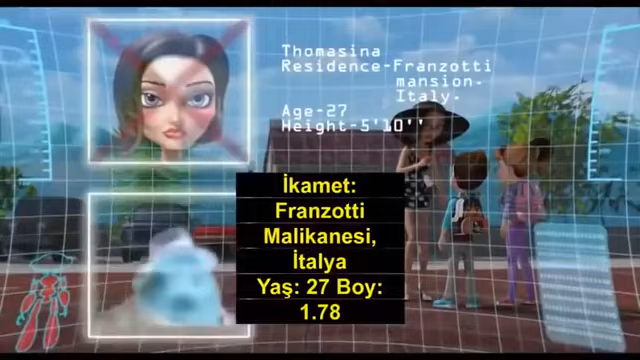 Thomasina
Residence-Franzotti
mansion-
Italy.
Age-27
Height-5'10''
İkamet:
Franzotti
Malikanesi,
İtalya
Yaş: 27 Boy:
1.78